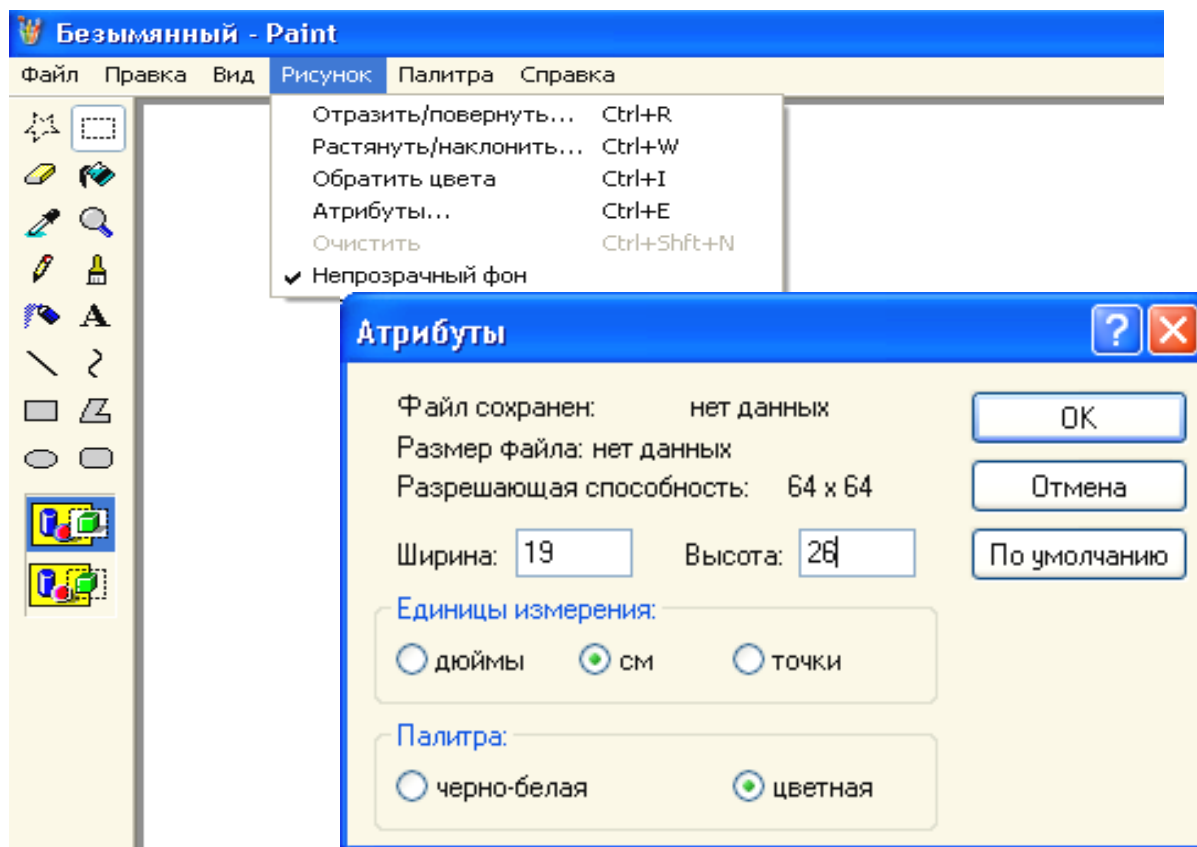 Безымянный - Paint
Файл Правка Вид Рисунок Палитра Справка
Отразить/повернуть... Ctrl+R
Растянуть/наклонить... Ctrl+W
Обратить цвета Ctrl+I
Атрибуты... Ctrl+E
Очистить Ctrl+Shft+N
Непрозрачный фон
A
Атрибуты
Файл сохранен: нет данных
OK
Размер файла: нет данных
Разрешающая способность: 64 x 64
Отмена
Ширина: 19 Высота: 26
По умолчанию
Единицы измерения:
дюймы см точки
Палитра:
черно-белая цветная